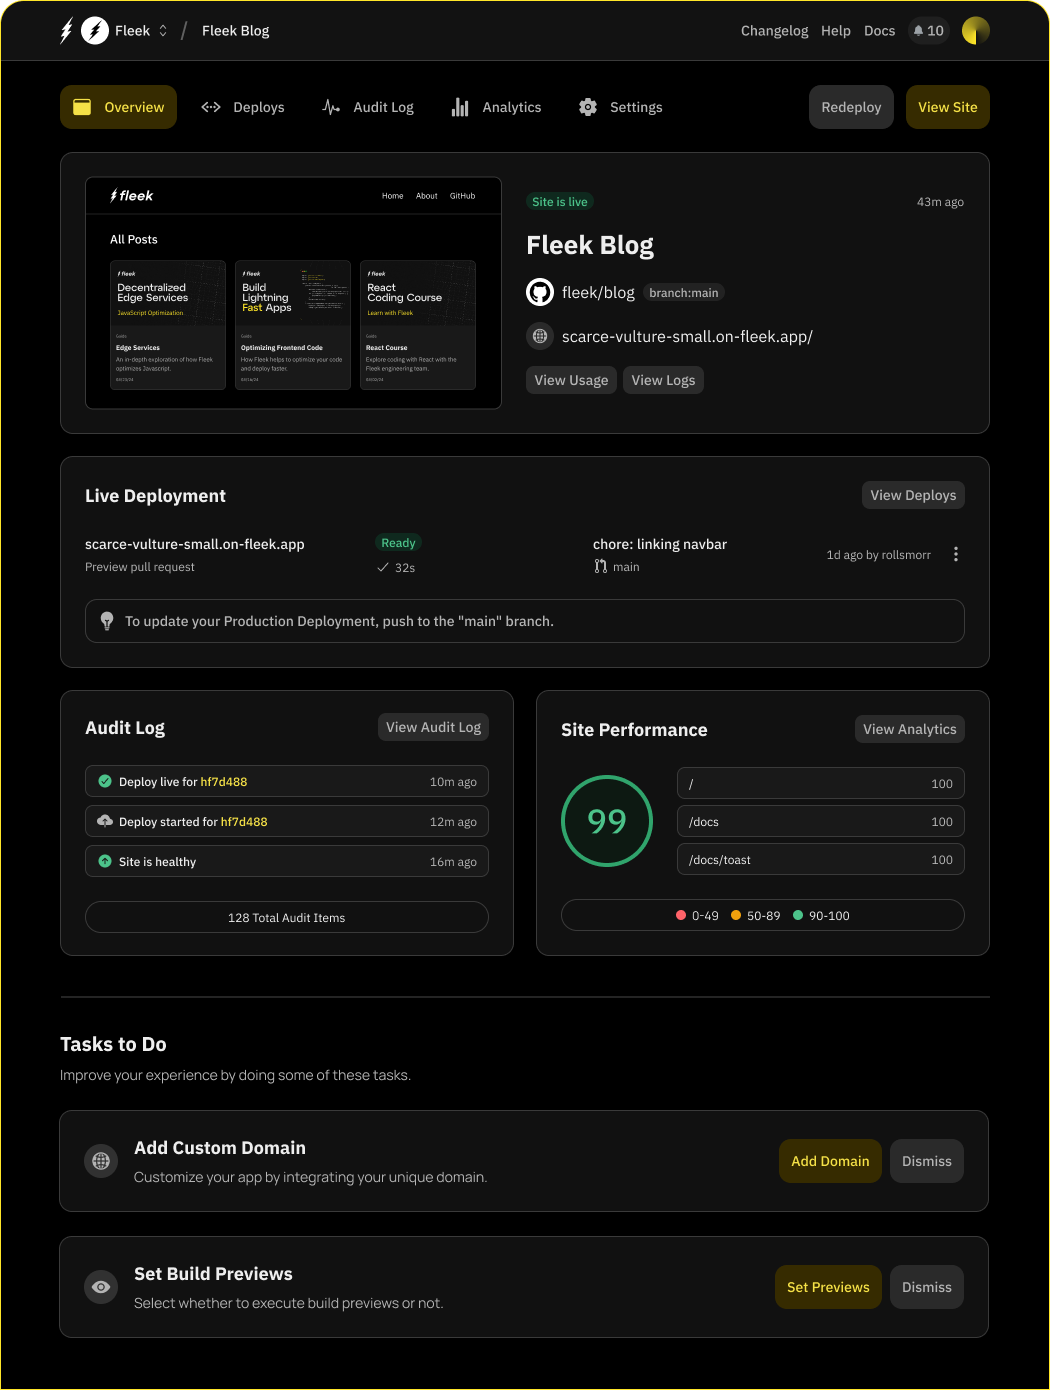 Fleek / Fleek Blog
Changelog Help Docs 10
Overview Deploys Audit Log Analytics Settings
Redeploy View Site
fleek
Home About GitHub
All Posts
fleek
Decentralized
Edge Services
JavaScript Optimization
Edge Services
An in-depth exploration of how Fleek
optimizes Javascript.
fleek
Build
Lightning
Fast Apps
Optimizing Frontend Code
How Fleek helps to optimize your code
and deploy faster.
fleek
React
Coding Course
Learn with Fleek
React Course
Explore coding with React with the
Fleek engineering team.
Site is live
43m ago
Fleek Blog
fleek/blog branch:main
scarce-vulture-small.on-fleek.app/
View Usage View Logs
Live Deployment
View Deploys
scarce-vulture-small.on-fleek.app
Preview pull request
Ready
32s
chore: linking navbar
main
1d ago by rollsmorr
To update your Production Deployment, push to the "main" branch.
Audit Log
View Audit Log
Deploy live for hf7d488 10m ago
Deploy started for hf7d488 12m ago
Site is healthy 16m ago
128 Total Audit Items
Site Performance
View Analytics
99
/ 100
/docs 100
/docs/toast 100
0-49 50-89 90-100
Tasks to Do
Improve your experience by doing some of these tasks.
Add Custom Domain
Customize your app by integrating your unique domain.
Add Domain Dismiss
Set Build Previews
Select whether to execute build previews or not.
Set Previews Dismiss